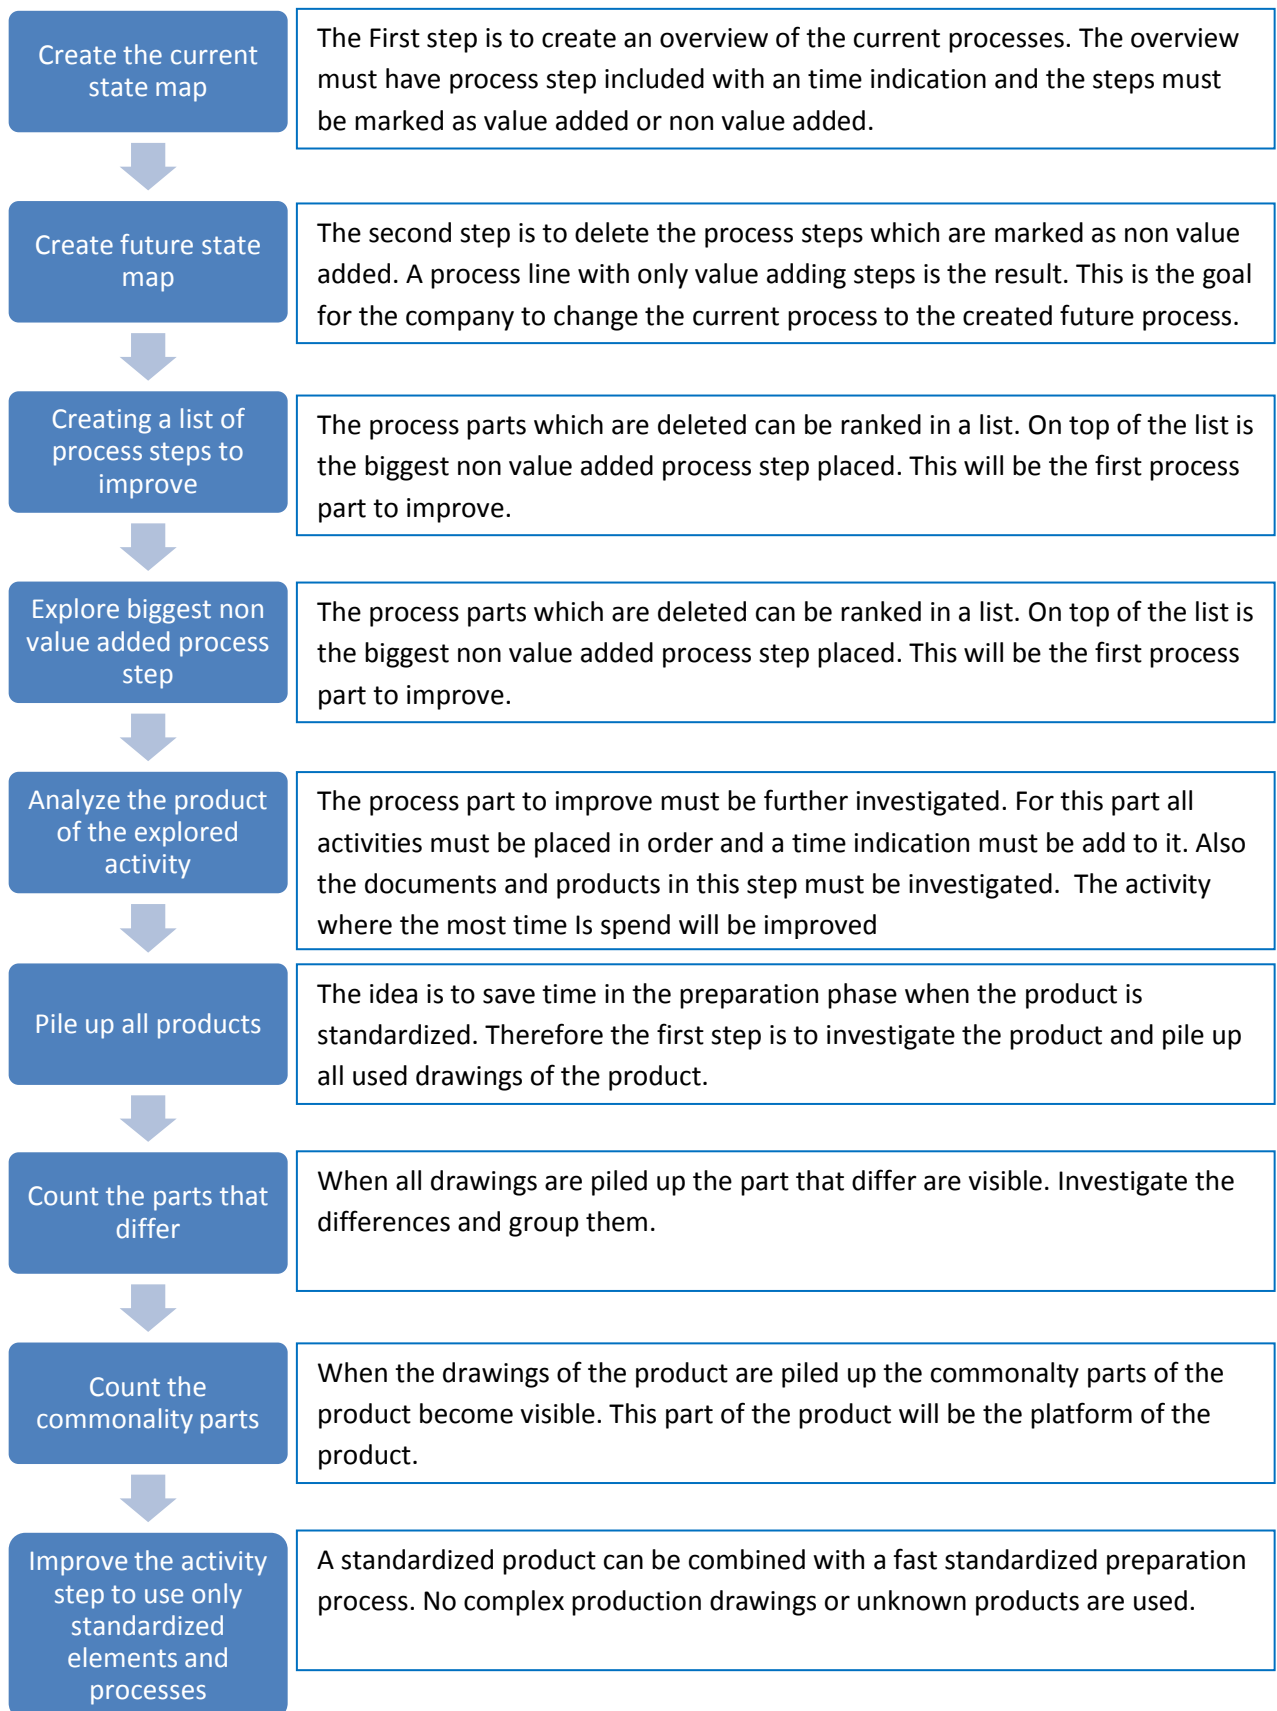 Create the current
state map
The First step is to create an overview of the current processes. The overview
must have process step included with an time indication and the steps must
be marked as value added or non value added.
Create future state
map
The second step is to delete the process steps which are marked as non value
added. A process line with only value adding steps is the result. This is the goal
for the company to change the current process to the created future process.
Creating a list of
process steps to
improve
The process parts which are deleted can be ranked in a list. On top of the list is
the biggest non value added process step placed. This will be the first process
part to improve.
Explore biggest non
value added process
step
The process parts which are deleted can be ranked in a list. On top of the list is
the biggest non value added process step placed. This will be the first process
part to improve.
Analyze the product
of the explored
activity
The process part to improve must be further investigated. For this part all
activities must be placed in order and a time indication must be add to it. Also
the documents and products in this step must be investigated.  The activity
where the most time Is spend will be improved
Pile up all products
The idea is to save time in the preparation phase when the product is
standardized. Therefore the first step is to investigate the product and pile up
all used drawings of the product.
Count the parts that
differ
When all drawings are piled up the part that differ are visible. Investigate the
differences and group them.
Count the
commonality parts
When the drawings of the product are piled up the commonalty parts of the
product become visible. This part of the product will be the platform of the
product.
Improve the activity
step to use only
standardized
elements and
processes
A standardized product can be combined with a fast standardized preparation
process. No complex production drawings or unknown products are used.